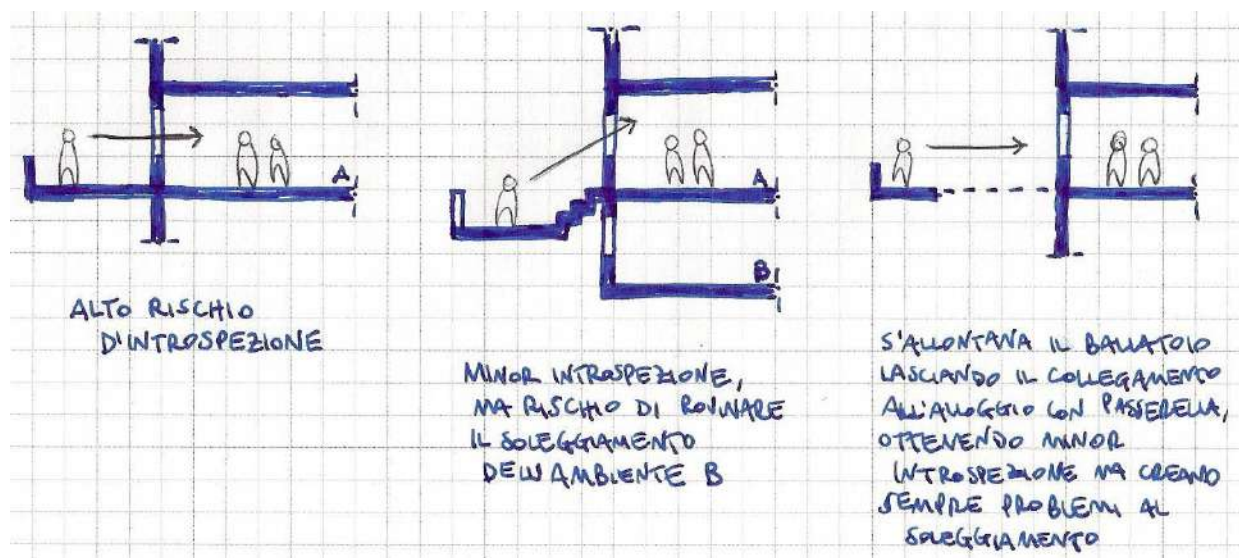 A
ALTO RISCHIO
D'INTROSPEZIONE
A
B
MINOR INTROSPEZIONE,
MA RISCHIO DI ROVINARE
IL SOLEGGIAMENTO
DELL'AMBIENTE B
S'ALLONTANA IL BALLATOIO
LASCIANDO IL COLLEGAMENTO
ALL'ALLOGGIO CON PASSERELLA,
OTTENENDO MINOR
INTROSPEZIONE MA CREANDO
SEMPRE PROBLEMI AL
SOLEGGIAMENTO